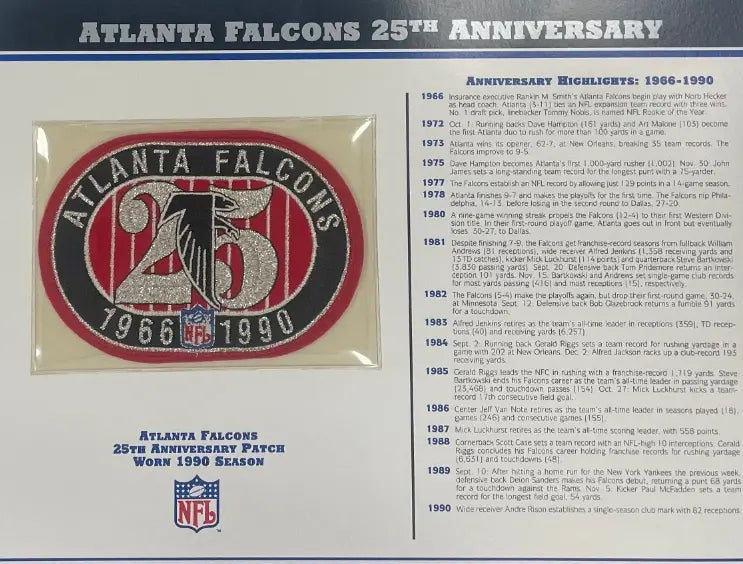 ATLANTA FALCONS 25TH ANNIVERSARY
ATLANTA FALCONS
25
1966 NFL 1990
ATLANTA FALCONS
25TH ANNIVERSARY PATCH
WORN 1990 SEASON
NFL
ANNIVERSARY HIGHLIGHTS: 1966-1990
1966 Insurance executive Rankin M. Smith's Atlanta Falcons begin play with Norb Hecker
as head coach. Atlanta (3-11) ties an NFL expansion team record with three wins.
No. 1 draft pick, linebacker Tommy Nobis, is named NFL Rookie of the Year.
1972 Oct. 1: Running backs Dave Hampton (161 yards) and Art Malone (103) become
the first Atlanta duo to rush for more than 100 yards in a game.
1973 Atlanta wins its opener, 62-7, at New Orleans, breaking 35 team records. The
Falcons improve to 9-5.
1975 Dave Hampton becomes Atlanta's first 1,000-yard rusher (1,002). Nov. 30: John
James sets a long-standing team record for the longest punt with a 75-yarder.
1977 The Falcons establish an NFL record by allowing just 129 points in a 14-game season.
1978 Atlanta finishes 9-7 and makes the playoffs for the first time. The Falcons nip Phila-
delphia, 14-13, before losing in the second round to Dallas, 27-20.
1980 A nine-game winning streak propels the Falcons (12-4) to their first Western Divi-
sion title. In their first-round playoff game, Atlanta goes out in front but eventually
loses, 30-27, to Dallas.
1981 Despite finishing 7-9, the Falcons get franchise-record seasons from fullback William
Andrews (81 receptions), wide receiver Alfred Jenkins (1,358 receiving yards and
13 TD catches), kicker Mick Luckhurst (114 points) and quarterback Steve Bartkowski
(3,830 passing yards). Sept. 20: Defensive back Tom Pridemore returns an inter-
ception 101 yards. Nov. 15: Bartkowski and Andrews set single-game club records
for most yards passing (416) and most receptions (15), respectively.
1982 The Falcons (5-4) make the playoffs again, but drop their first-round game, 30-24,
at Minnesota. Sept. 12: Defensive back Bob Glazebrook returns a fumble 91 yards
for a touchdown.
1983 Alfred Jenkins retires as the team's all-time leader in receptions (359), TD recep-
tions (40) and receiving yards (6,257).
1984 Sept. 2: Running back Gerald Riggs sets a team record for rushing yardage in a
game with 202 at New Orleans. Dec. 2: Alfred Jackson racks up a club-record 193
receiving yards.
1985 Gerald Riggs leads the NFC in rushing with a franchise-record 1,719 yards. Steve
Bartkowski ends his Falcons career as the team's all-time leader in passing yardage
(23,468) and touchdown passes (154). Oct. 27: Mick Luckhurst kicks a team-
record 17th consecutive field goal.
1986 Center Jeff Van Note retires as the team's all-time leader in seasons played (18),
games (246) and consecutive games (155).
1987 Mick Luckhurst retires as the team's all-time scoring leader, with 558 points.
1988 Cornerback Scott Case sets a team record with an NFL-high 10 interceptions. Gerald
Riggs concludes his Falcons career holding franchise records for rushing yardage
(6,631) and touchdowns (48).
1989 Sept. 10: After hitting a home run for the New York Yankees the previous week,
defensive back Deion Sanders makes his Falcons debut, returning a punt 68 yards
for a touchdown against the Rams. Nov. 5: Kicker Paul McFadden sets a team
record for the longest field goal, 54 yards.
1990 Wide receiver Andre Rison establishes a single-season club mark with 82 receptions.